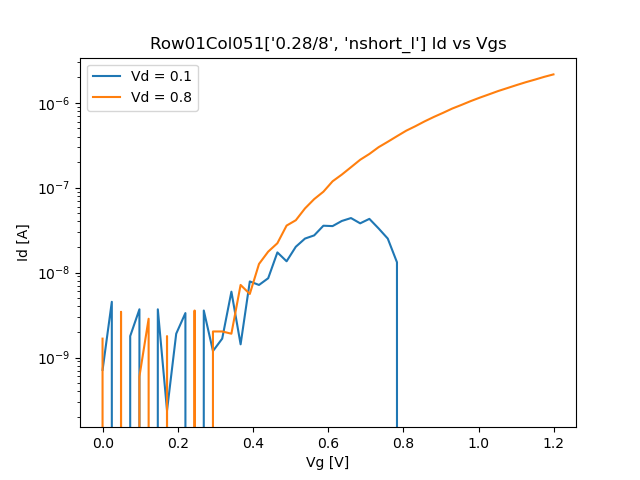 Row01Col051['0.28/8', 'nshort_l'] Id vs Vgs
Vd = 0.1
Vd = 0.8
10⁻⁶
10⁻⁷
10⁻⁸
10⁻⁹
Id [A]
0.0 0.2 0.4 0.6 0.8 1.0 1.2
Vg [V]